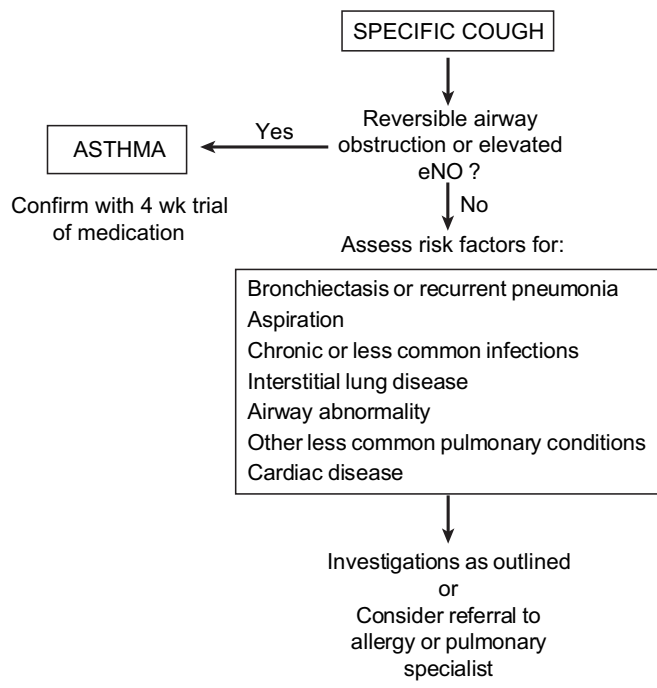 SPECIFIC COUGH
Reversible airway
obstruction or elevated
eNO ?
Yes
ASTHMA
Confirm with 4 wk trial
of medication
No
Assess risk factors for:
Bronchiectasis or recurrent pneumonia
Aspiration
Chronic or less common infections
Interstitial lung disease
Airway abnormality
Other less common pulmonary conditions
Cardiac disease
Investigations as outlined
or
Consider referral to
allergy or pulmonary
specialist